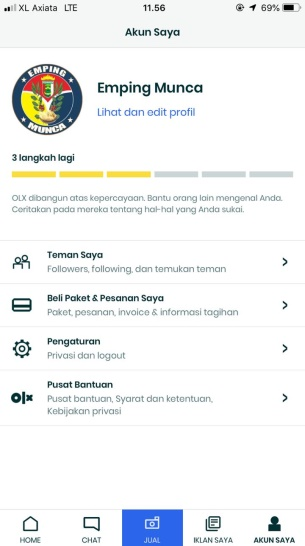 XL Axiata LTE 11.56 69%
Akun Saya
EMPING
MUNCA
Emping Munca
Lihat dan edit profil
3 langkah lagi
OLX dibangun atas kepercayaan. Bantu orang lain mengenal Anda.
Ceritakan pada mereka tentang hal-hal yang Anda sukai.
Teman Saya
Followers, following, dan temukan teman
Beli Paket & Pesanan Saya
Paket, pesanan, invoice & informasi tagihan
Pengaturan
Privasi dan logout
olx
Pusat Bantuan
Pusat bantuan, Syarat dan ketentuan,
Kebijakan privasi
HOME CHAT JUAL IKLAN SAYA AKUN SAYA